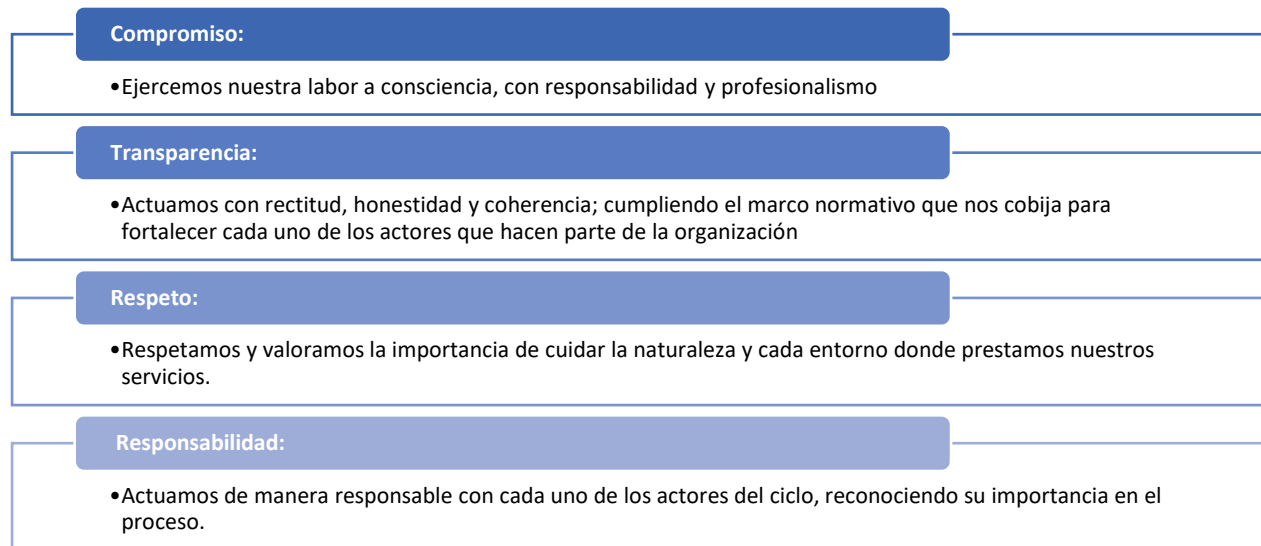 Compromiso:
•Ejercemos nuestra labor a consciencia, con responsabilidad y profesionalismo
Transparencia:
•Actuamos con rectitud, honestidad y coherencia; cumpliendo el marco normativo que nos cobija para
fortalecer cada uno de los actores que hacen parte de la organización
Respeto:
•Respetamos y valoramos la importancia de cuidar la naturaleza y cada entorno donde prestamos nuestros
servicios.
Responsabilidad:
•Actuamos de manera responsable con cada uno de los actores del ciclo, reconociendo su importancia en el
proceso.